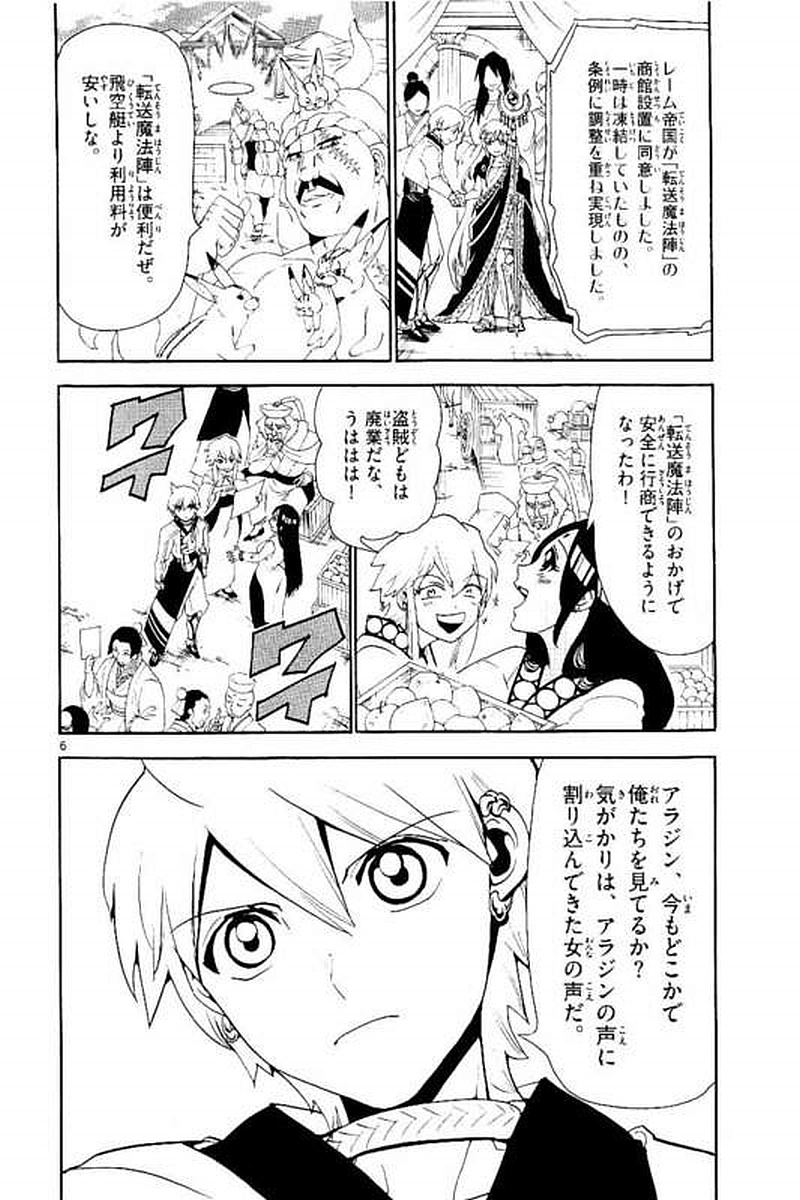 レーム帝国が「転送魔法陣」の
商館設置に同意しました。
一時は凍結していたものの、
条例に調整を重ね実現しました。
「転送魔法陣」は便利だぜ。
飛空艇より利用料が
安いしな。
「転送魔法陣」のおかげで
安全に行商できるように
なったわ!
盗賊どもは
廃業だな、
うははは!
ワイ
ワイ
6
アラジン、今もどこかで
俺たちを見てるか?
気がかりは、アラジンの声に
割り込んできた女の声だ。